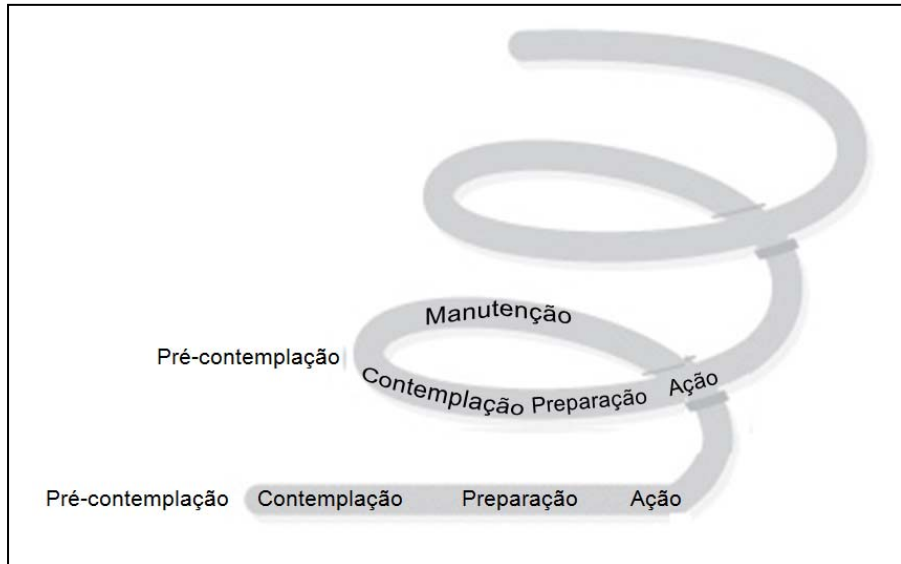 Manutenção
Pré-contemplação
Contemplação Preparação Ação
Pré-contemplação Contemplação Preparação Ação